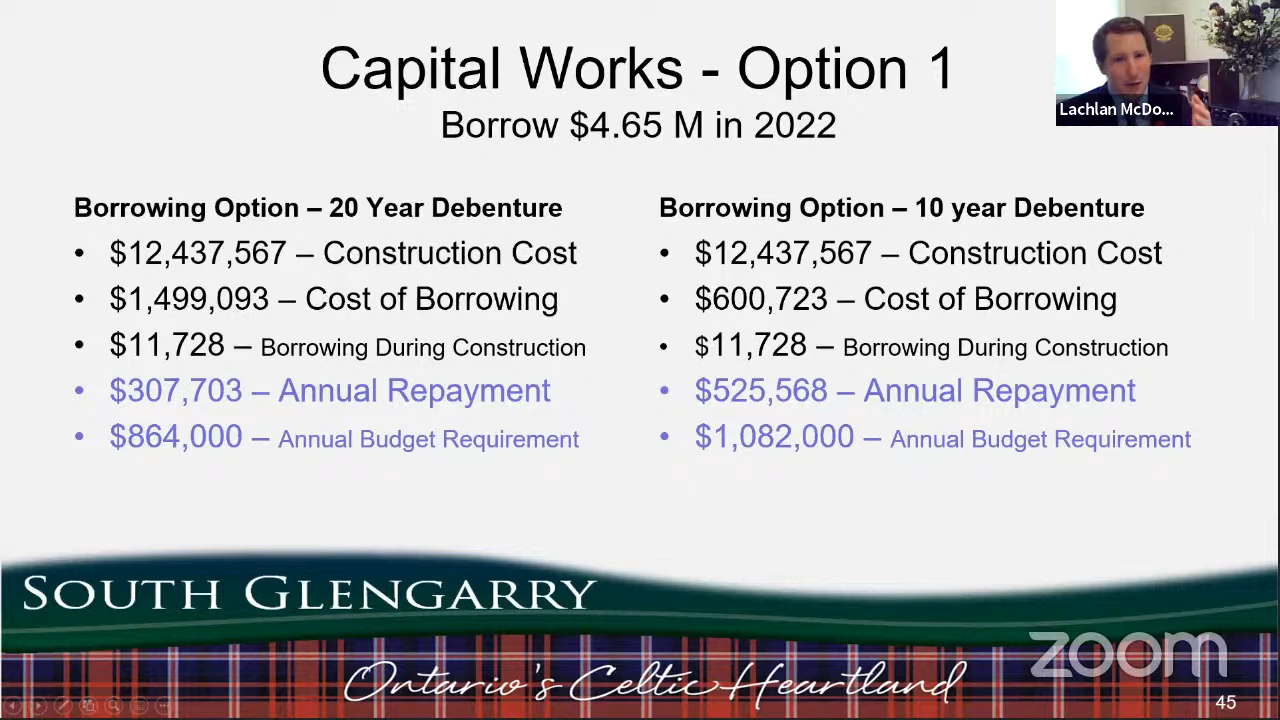 Capital Works - Option 1
Borrow $4.65 M in 2022
Lachlan McDo...
Borrowing Option – 20 Year Debenture
• $12,437,567 – Construction Cost
• $1,499,093 – Cost of Borrowing
• $11,728 – Borrowing During Construction
• $307,703 – Annual Repayment
• $864,000 – Annual Budget Requirement
Borrowing Option – 10 year Debenture
• $12,437,567 – Construction Cost
• $600,723 – Cost of Borrowing
• $11,728 – Borrowing During Construction
• $525,568 – Annual Repayment
• $1,082,000 – Annual Budget Requirement
SOUTH GLENGARRY
Ontario's Celtic Heartland
zoom
45